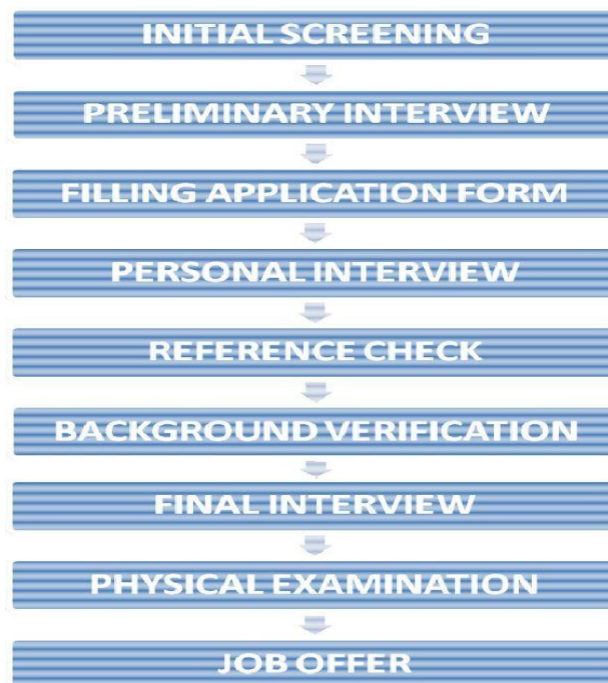 INITIAL SCREENING
PRELIMINARY INTERVIEW
FILLING APPLICATION FORM
PERSONAL INTERVIEW
REFERENCE CHECK
BACKGROUND VERIFICATION
FINAL INTERVIEW
PHYSICAL EXAMINATION
JOB OFFER